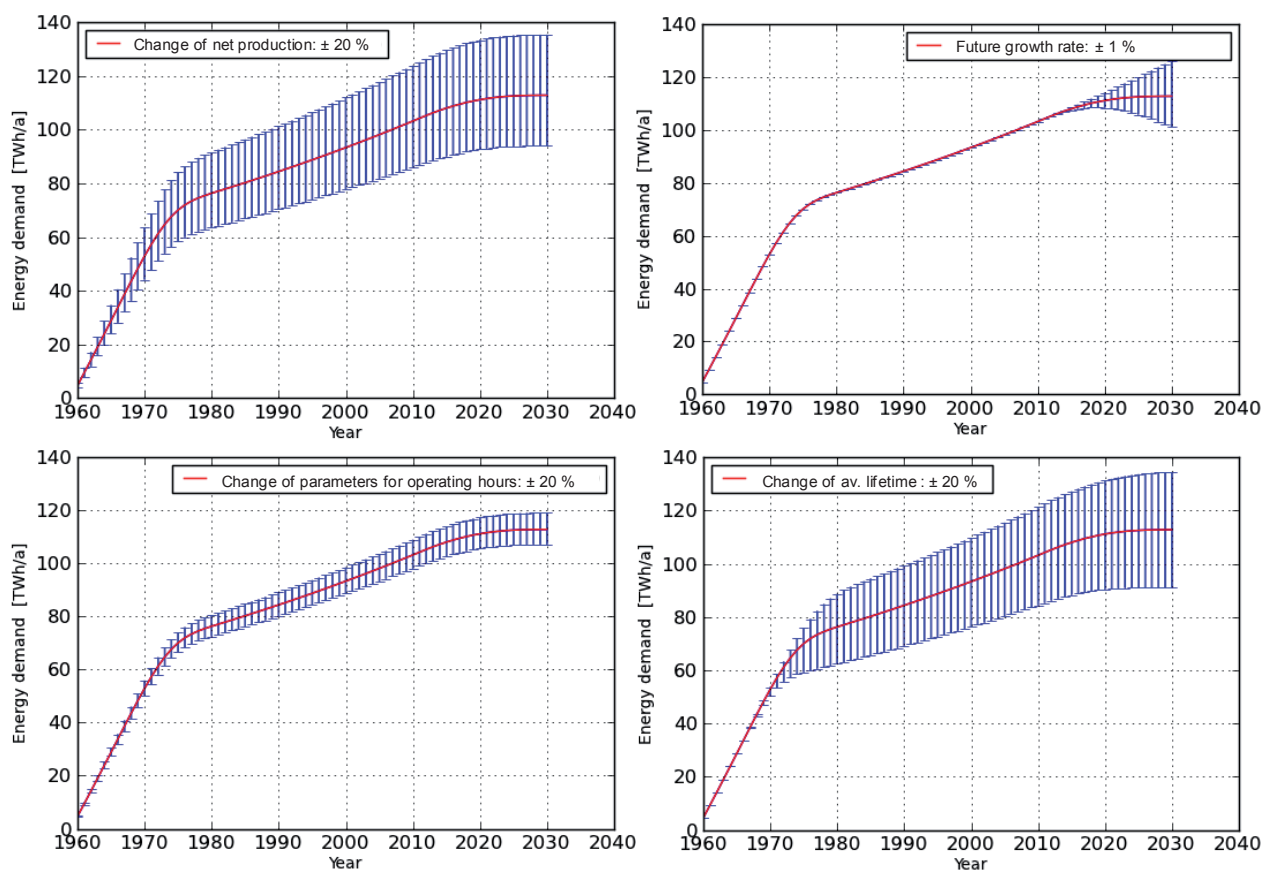 140
120
100
80
60
40
20
0
Energy demand [TWh/a]
Change of net production: ± 20 %
1960 1970 1980 1990 2000 2010 2020 2030 2040
Year
140
120
100
80
60
40
20
0
Energy demand [TWh/a]
Future growth rate: ± 1 %
1960 1970 1980 1990 2000 2010 2020 2030 2040
Year
140
120
100
80
60
40
20
0
Energy demand [TWh/a]
Change of parameters for operating hours: ± 20 %
1960 1970 1980 1990 2000 2010 2020 2030 2040
Year
140
120
100
80
60
40
20
0
Energy demand [TWh/a]
Change of av. lifetime : ± 20 %
1960 1970 1980 1990 2000 2010 2020 2030 2040
Year